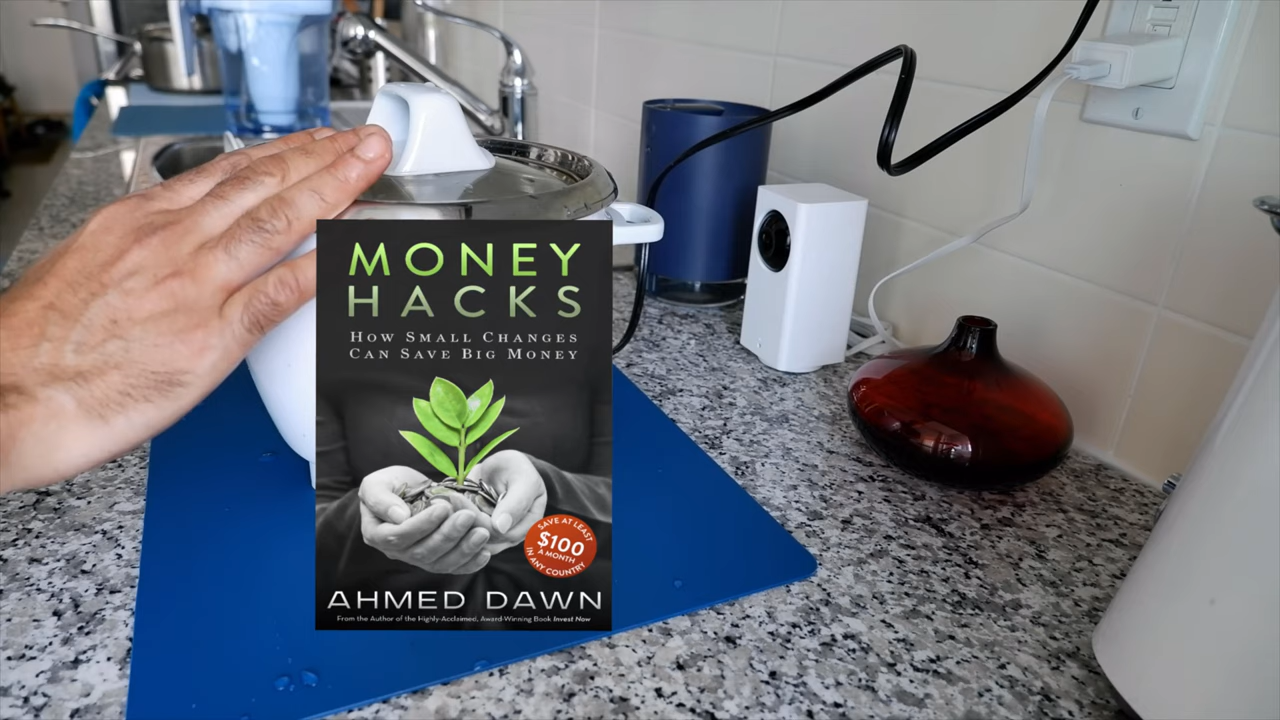 MONEY
HACKS
HOW SMALL CHANGES
CAN SAVE BIG MONEY
SAVE AT LEAST
$100
A MONTH
IN ANY COUNTRY
AHMED DAWN
From the Author of the Highly-Acclaimed, Award-Winning Book Invest Now